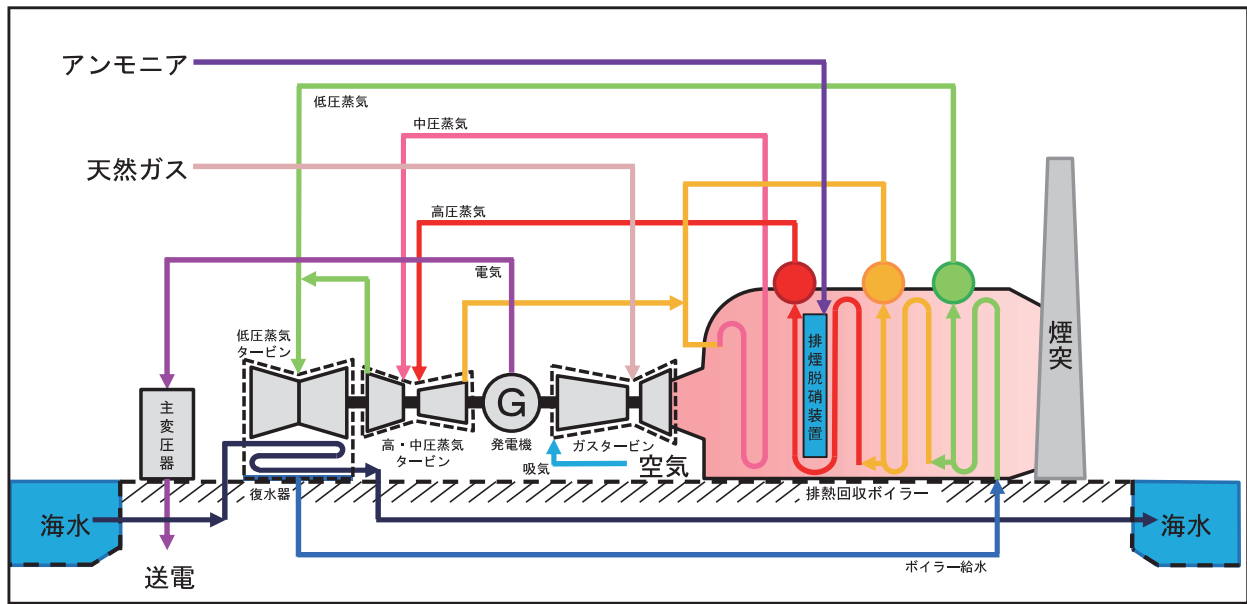 アンモニア
低圧蒸気
中圧蒸気
天然ガス
高圧蒸気
電気
低圧蒸気
タービン
煙突
排煙脱硝装置
主変圧器
G
発電機
ガスタービン
高・中圧蒸気
タービン
吸気
空気
復水器
排熱回収ボイラー
海水
海水
ボイラー給水
送電